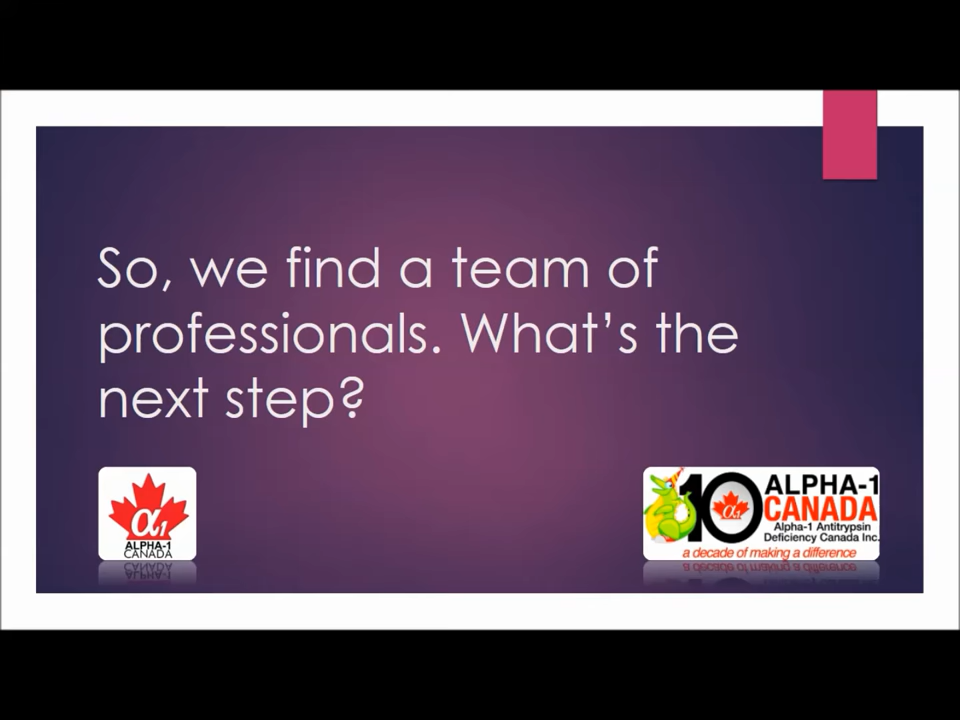 So, we find a team of
professionals. What's the
next step?
α1
ALPHA-1
CANADA
10
α1
ALPHA-1
CANADA
Alpha-1 Antitrypsin
Deficiency Canada Inc.
a decade of making a difference